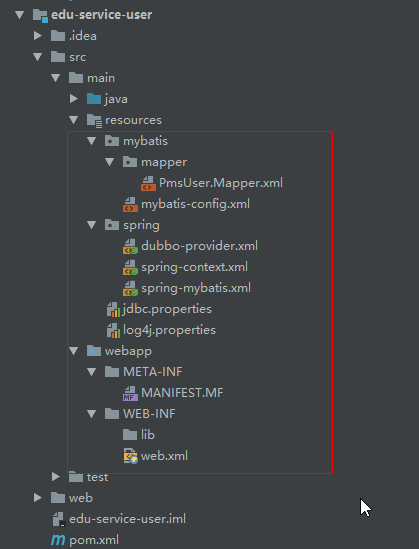 edu-service-user
.idea
src
main
java
resources
mybatis
mapper
PmsUser.Mapper.xml
mybatis-config.xml
spring
dubbo-provider.xml
spring-context.xml
spring-mybatis.xml
jdbc.properties
log4j.properties
webapp
META-INF
MF MANIFEST.MF
WEB-INF
lib
web.xml
test
web
edu-service-user.iml
m pom.xml